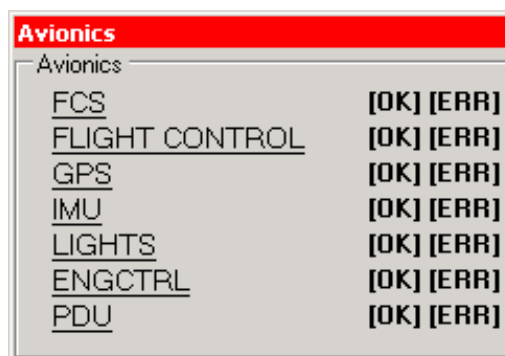 Avionics
Avionics
FCS [OK] [ERR]
FLIGHT CONTROL [OK] [ERR]
GPS [OK] [ERR]
IMU [OK] [ERR]
LIGHTS [OK] [ERR]
ENGCTRL [OK] [ERR]
PDU [OK] [ERR]